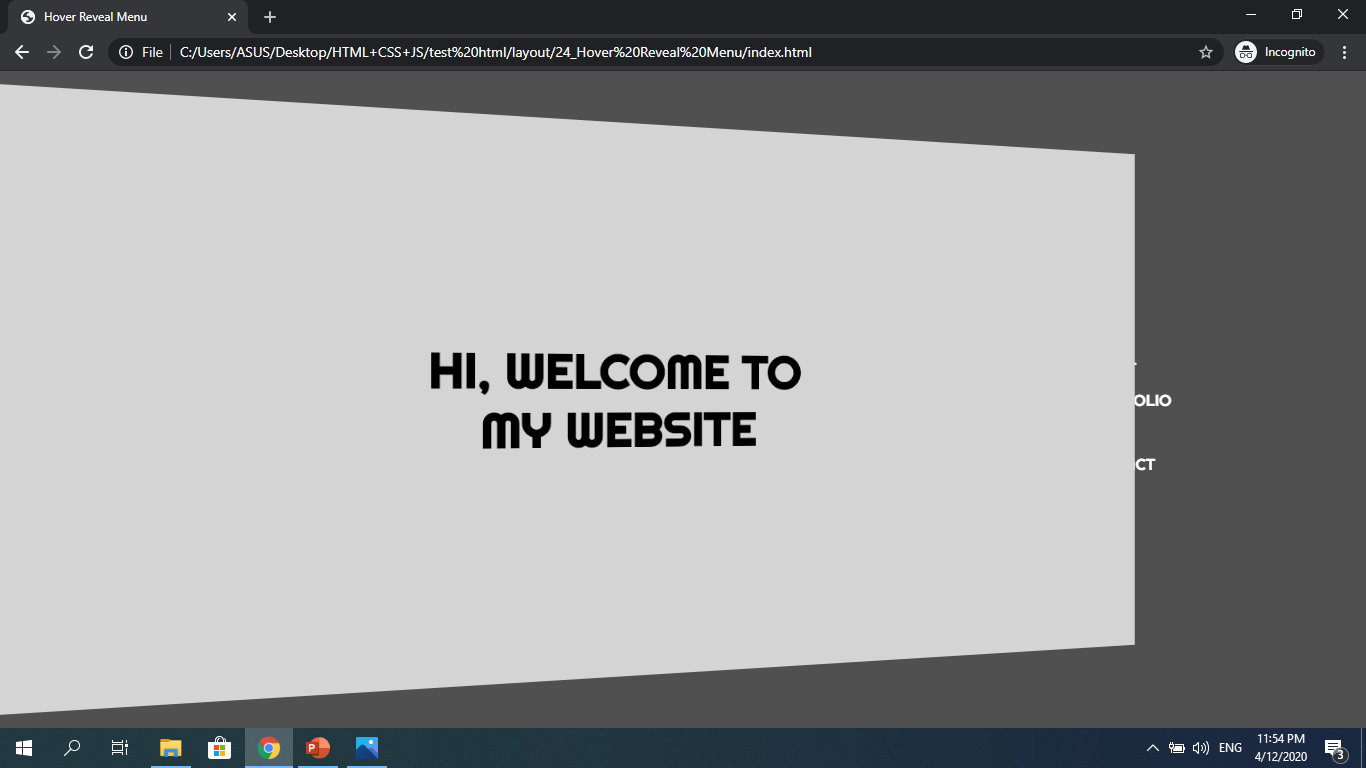 Hover Reveal Menu
File
C:/Users/ASUS/Desktop/HTML+CSS+JS/test%20html/layout/24_Hover%20Reveal%20Menu/index.html
Incognito
HI, WELCOME TO
MY WEBSITE
OLIO
CT
ENG
11:54 PM
4/12/2020
3